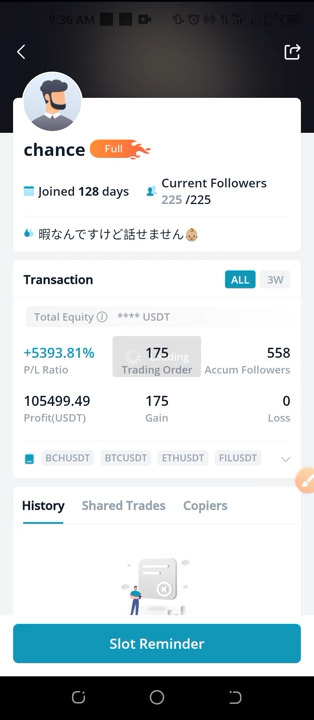 9:36 AM
chance Full
Joined 128 days
Current Followers
225 /225
暇なんですけど話せません👶🏼
Transaction ALL 3W
Total Equity **** USDT
+5393.81% 175 558
P/L Ratio Trading Order Accum Followers
105499.49 175 0
Profit(USDT) Gain Loss
BCHUSDT BTCUSDT ETHUSDT FILUSDT
History Shared Trades Copiers
Slot Reminder